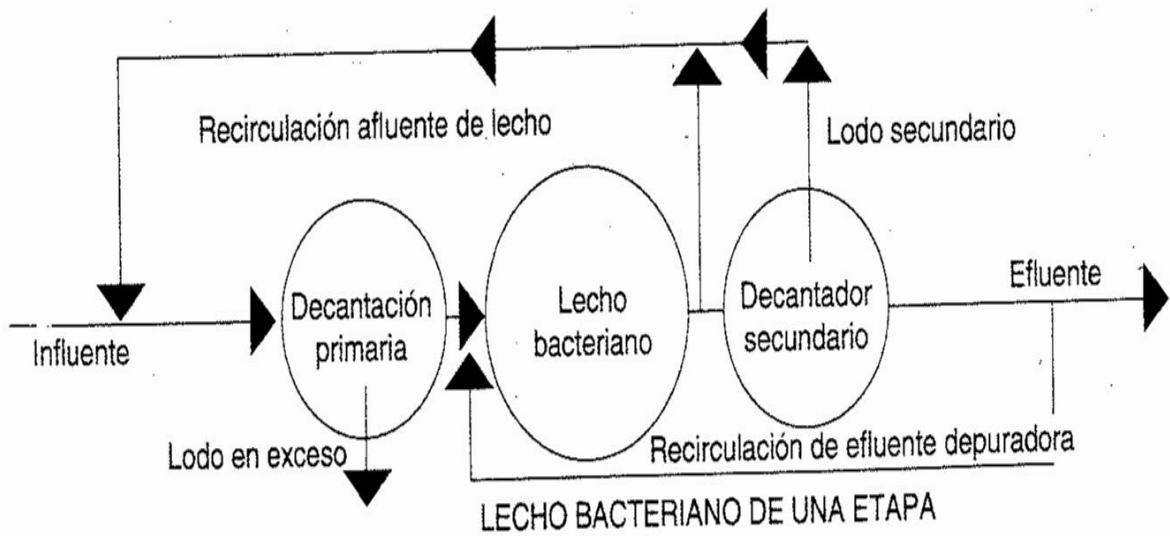 Recirculación afluente de lecho
Lodo secundario
Influente
Decantación
primaria
Lecho
bacteriano
Decantador
secundario
Efluente
Lodo en exceso
Recirculación de efluente depuradora
LECHO BACTERIANO DE UNA ETAPA